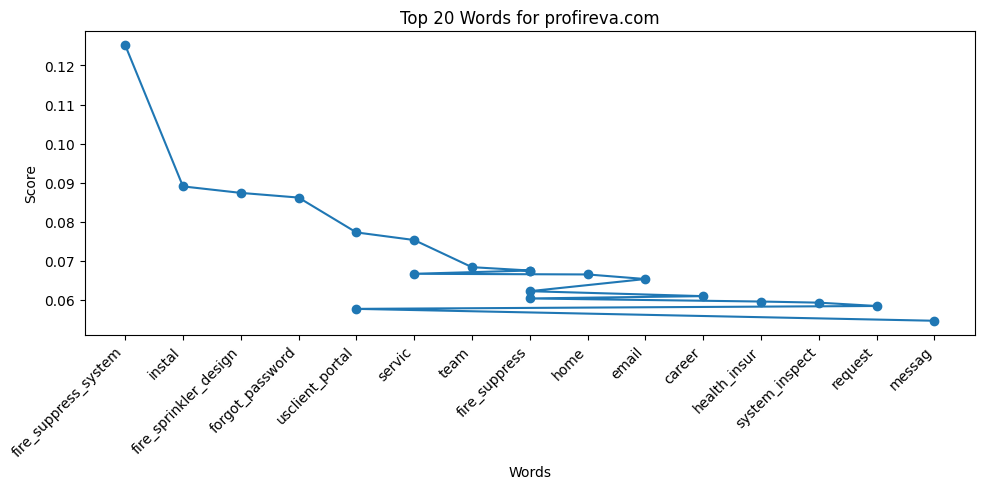 Top 20 Words for profireva.com
Score
0.12
0.11
0.10
0.09
0.08
0.07
0.06
fire_suppress_system
instal
fire_sprinkler_design
forgot_password
usclient_portal
servic
team
fire_suppress
home
email
career
health_insur
system_inspect
request
messag
Words